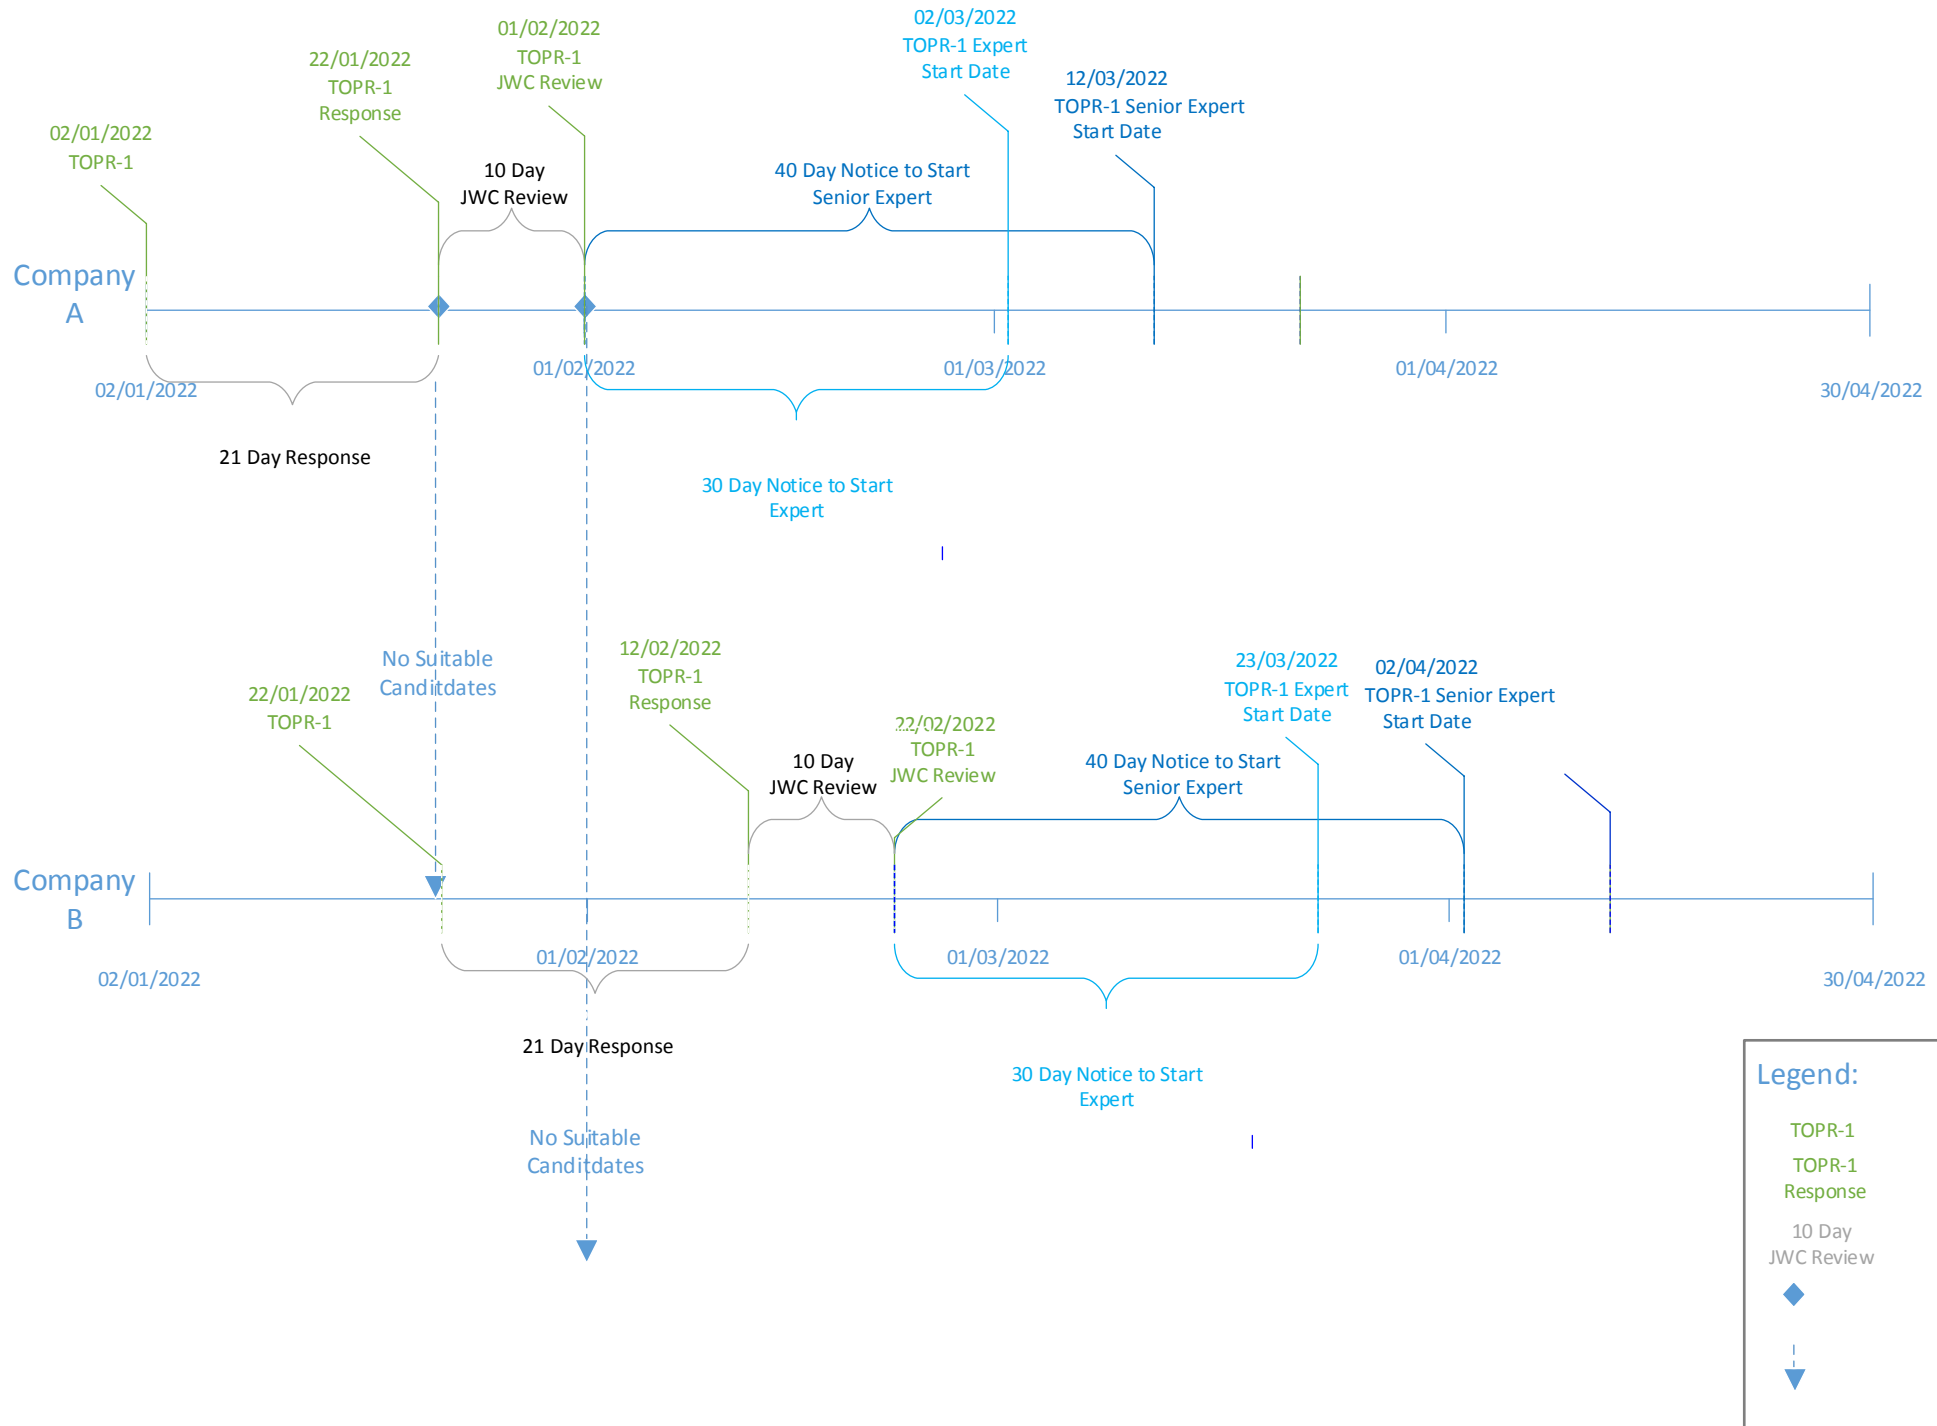 02/01/2022
TOPR-1
22/01/2022
TOPR-1
Response
01/02/2022
TOPR-1
JWC Review
02/03/2022
TOPR-1 Expert
Start Date
12/03/2022
TOPR-1 Senior Expert
Start Date
10 Day
JWC Review
40 Day Notice to Start
Senior Expert
Company
A
02/01/2022
01/02/2022
01/03/2022
01/04/2022
30/04/2022
21 Day Response
30 Day Notice to Start
Expert
No Suitable
Canditdates
22/01/2022
TOPR-1
12/02/2022
TOPR-1
Response
22/02/2022
TOPR-1
JWC Review
23/03/2022
TOPR-1 Expert
Start Date
02/04/2022
TOPR-1 Senior Expert
Start Date
10 Day
JWC Review
40 Day Notice to Start
Senior Expert
Company
B
02/01/2022
01/02/2022
01/03/2022
01/04/2022
30/04/2022
21 Day Response
30 Day Notice to Start
Expert
No Suitable
Canditdates
Legend:
TOPR-1
TOPR-1
Response
10 Day
JWC Review